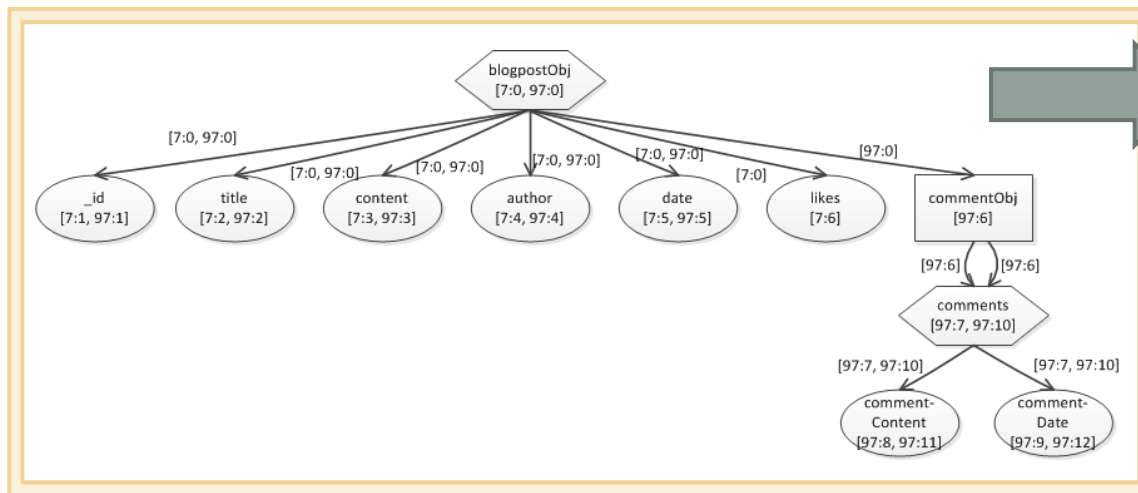 blogpostObj
[7:0, 97:0]
[7:0, 97:0]
[7:0, 97:0]
[7:0, 97:0]
[7:0, 97:0]
[7:0, 97:0]
[7:0]
[97:0]
_id
[7:1, 97:1]
title
[7:2, 97:2]
content
[7:3, 97:3]
author
[7:4, 97:4]
date
[7:5, 97:5]
likes
[7:6]
commentObj
[97:6]
[97:6]
[97:6]
comments
[97:7, 97:10]
[97:7, 97:10]
[97:7, 97:10]
comment-
Content
[97:8, 97:11]
comment-
Date
[97:9, 97:12]